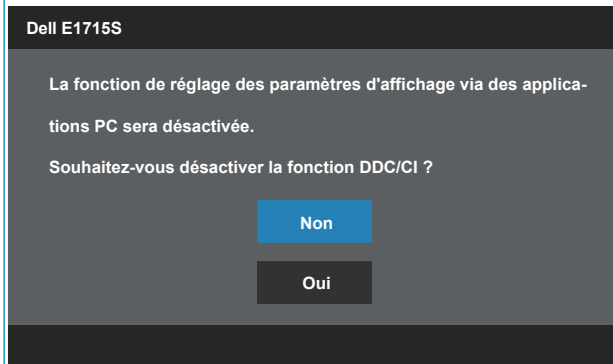 Dell E1715S
La fonction de réglage des paramètres d'affichage via des applica-
tions PC sera désactivée.
Souhaitez-vous désactiver la fonction DDC/CI ?
Non
Oui